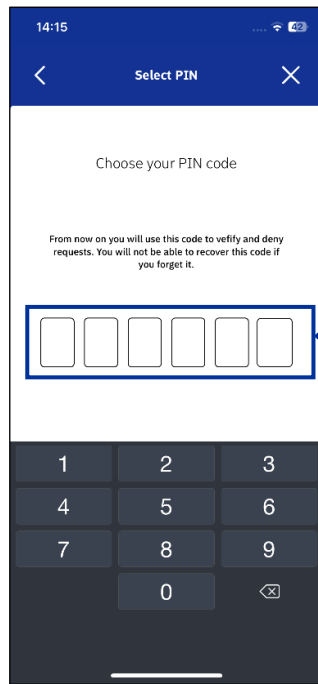 14:15
42
Select PIN
Choose your PIN code
From now on you will use this code to vefify and deny
requests. You will not be able to recover this code if
you forget it.
1 2 3
4 5 6
7 8 9
0